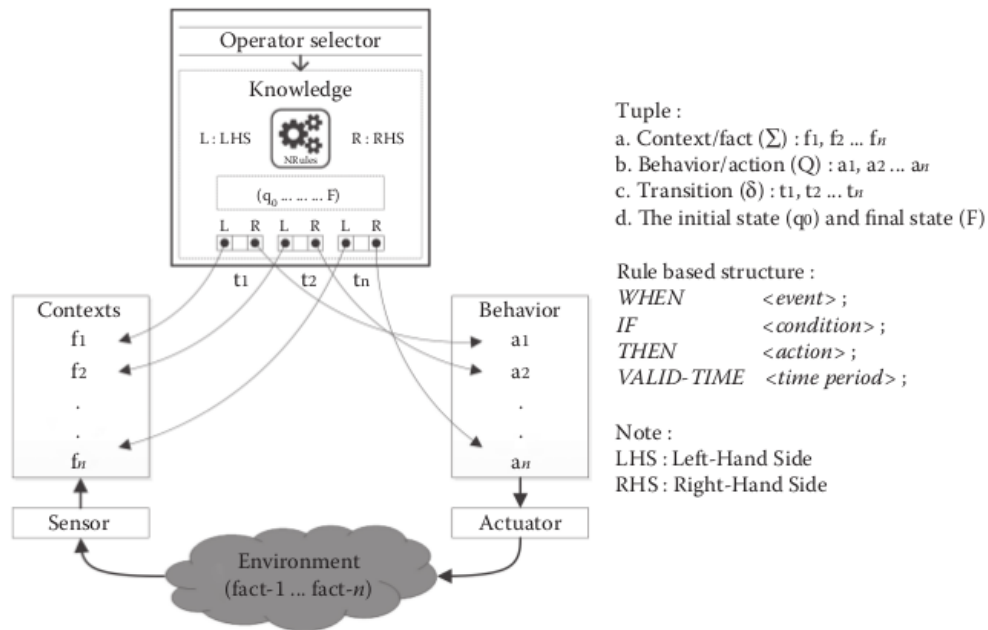 Operator selector
Knowledge
L : LHS
R : RHS
NRules
(q₀ ... ... ... F)
L R L R L R
t1 t2 tn
Contexts
f1
f2
.
.
fn
Behavior
a1
a2
.
.
an
Sensor
Actuator
Environment
(fact-1 ... fact-n)
Tuple :
a. Context/fact (∑) : f1, f2 ... fn
b. Behavior/action (Q) : a1, a2 ... an
c. Transition (δ) : t1, t2 ... tn
d. The initial state (q0) and final state (F)
Rule based structure :
WHEN <event> ;
IF <condition> ;
THEN <action> ;
VALID-TIME <time period> ;
Note :
LHS : Left-Hand Side
RHS : Right-Hand Side